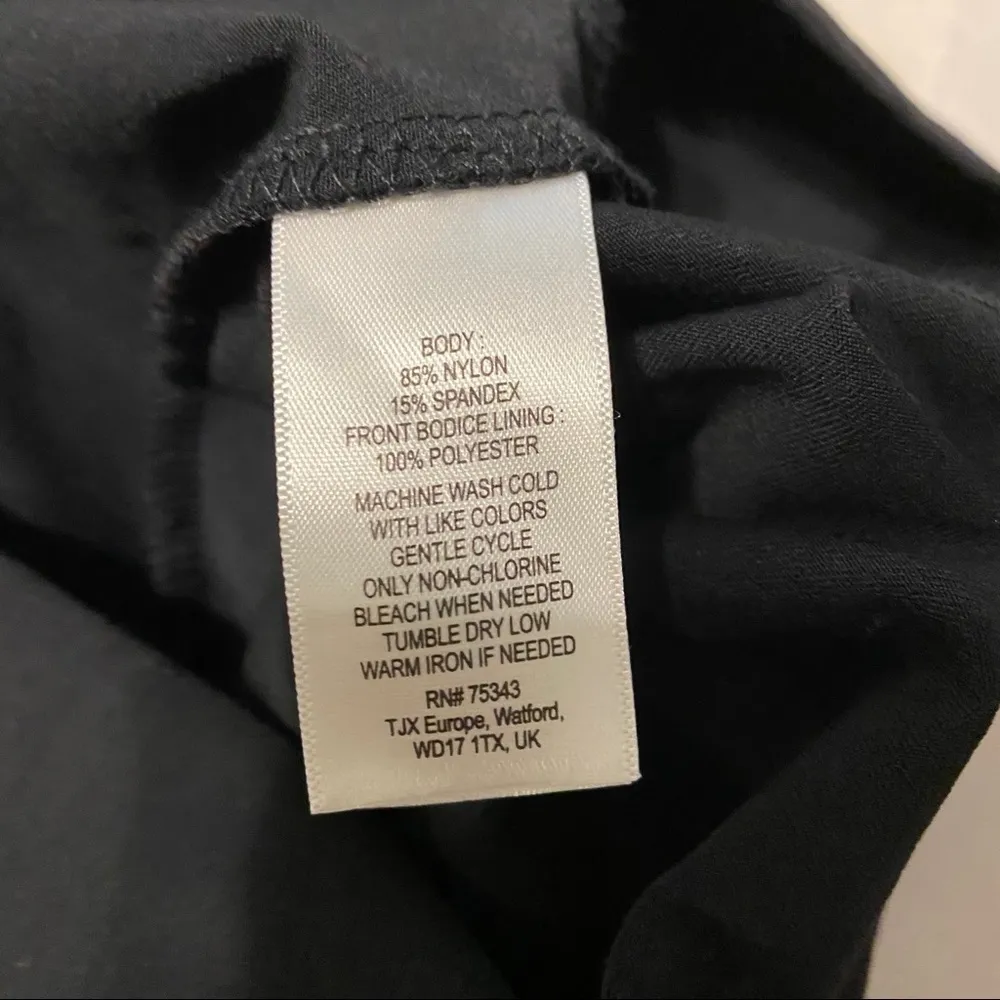 BODY :
85% NYLON
15% SPANDEX
FRONT BODICE LINING :
100% POLYESTER
MACHINE WASH COLD
WITH LIKE COLORS
GENTLE CYCLE
ONLY NON-CHLORINE
BLEACH WHEN NEEDED
TUMBLE DRY LOW
WARM IRON IF NEEDED
RN# 75343
TJX Europe, Watford,
WD17 1TX, UK